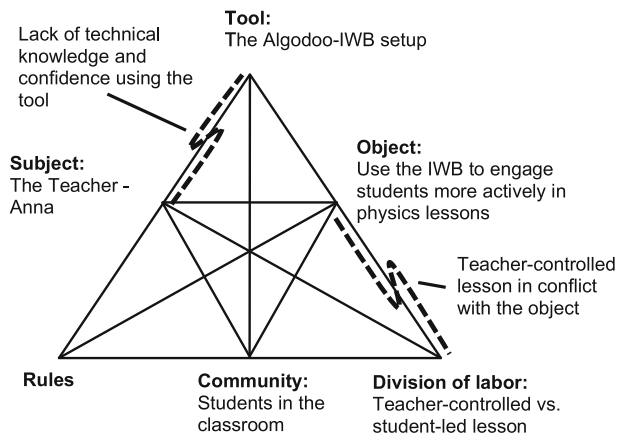 Tool:
The Algodoo-IWB setup
Lack of technical
knowledge and
confidence using the
tool
Subject:
The Teacher -
Anna
Object:
Use the IWB to engage
students more actively in
physics lessons
Teacher-controlled
lesson in conflict
with the object
Rules
Community:
Students in the
classroom
Division of labor:
Teacher-controlled vs.
student-led lesson